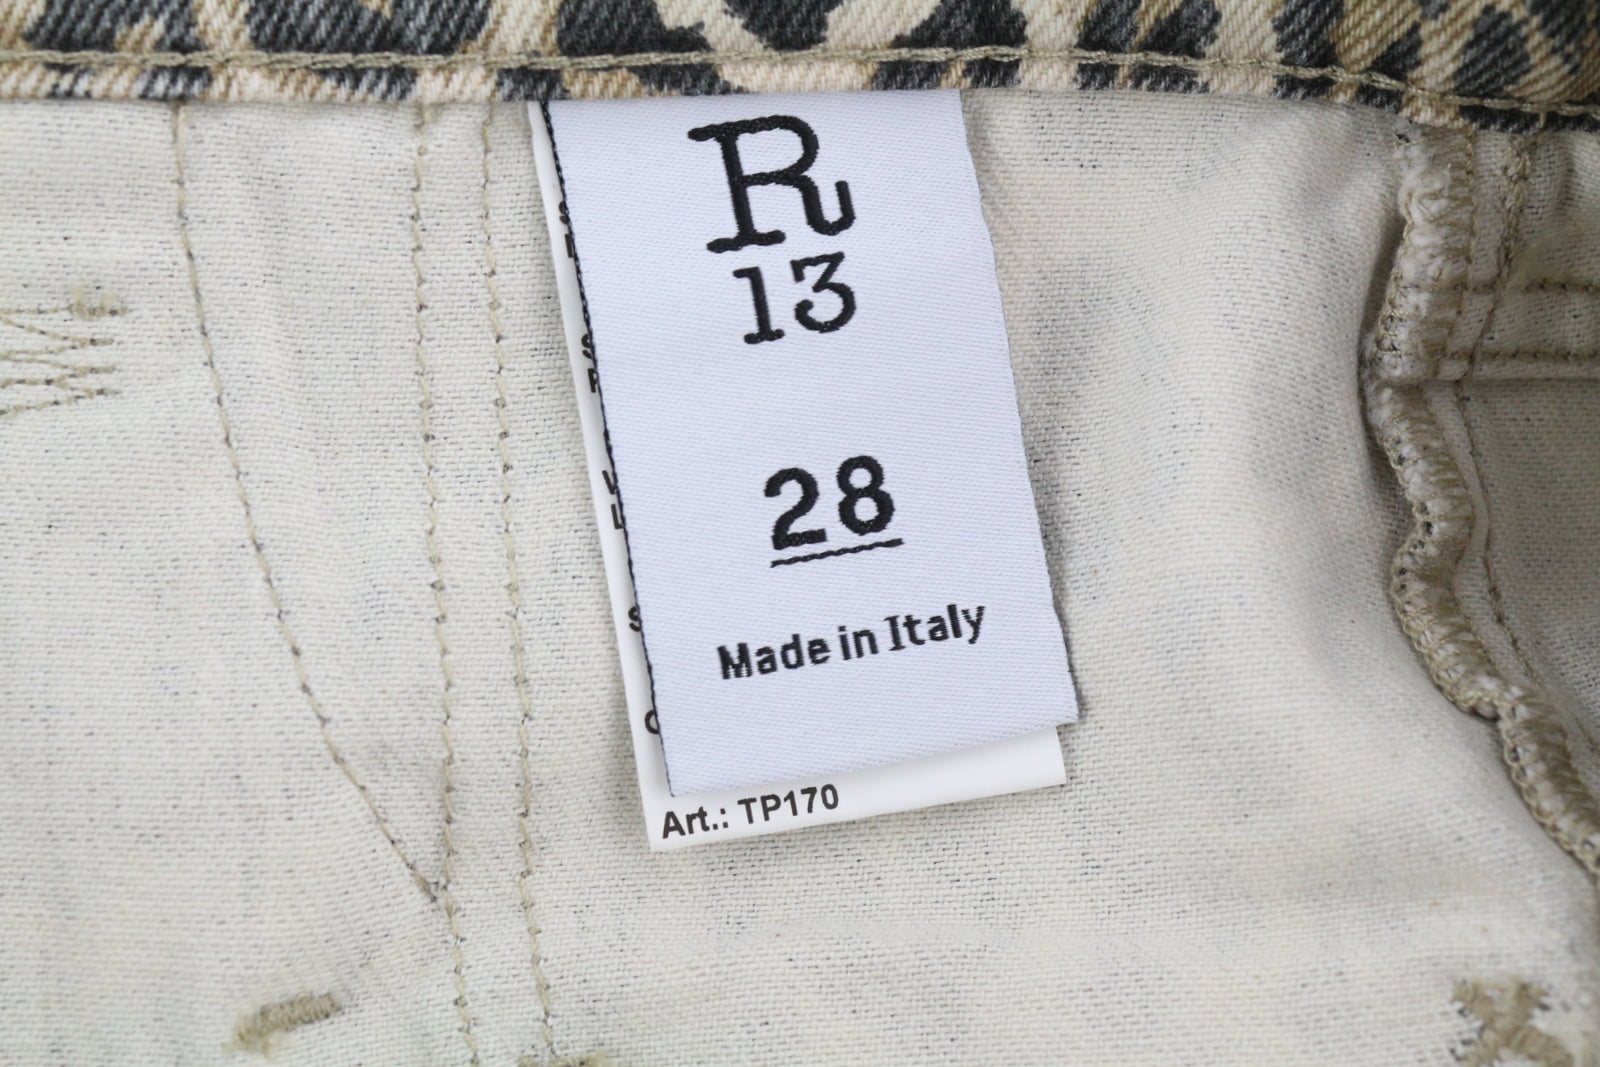 R
13
28
Made in Italy
Art.: TP170